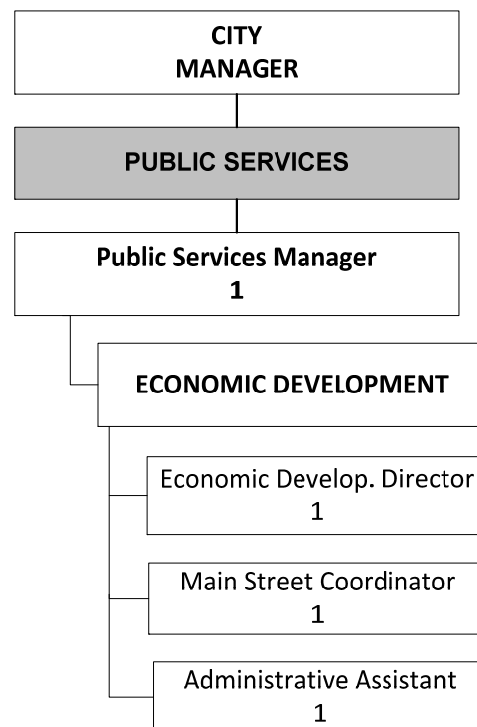 CITY
MANAGER
PUBLIC SERVICES
Public Services Manager
1
ECONOMIC DEVELOPMENT
Economic Develop. Director
1
Main Street Coordinator
1
Administrative Assistant
1